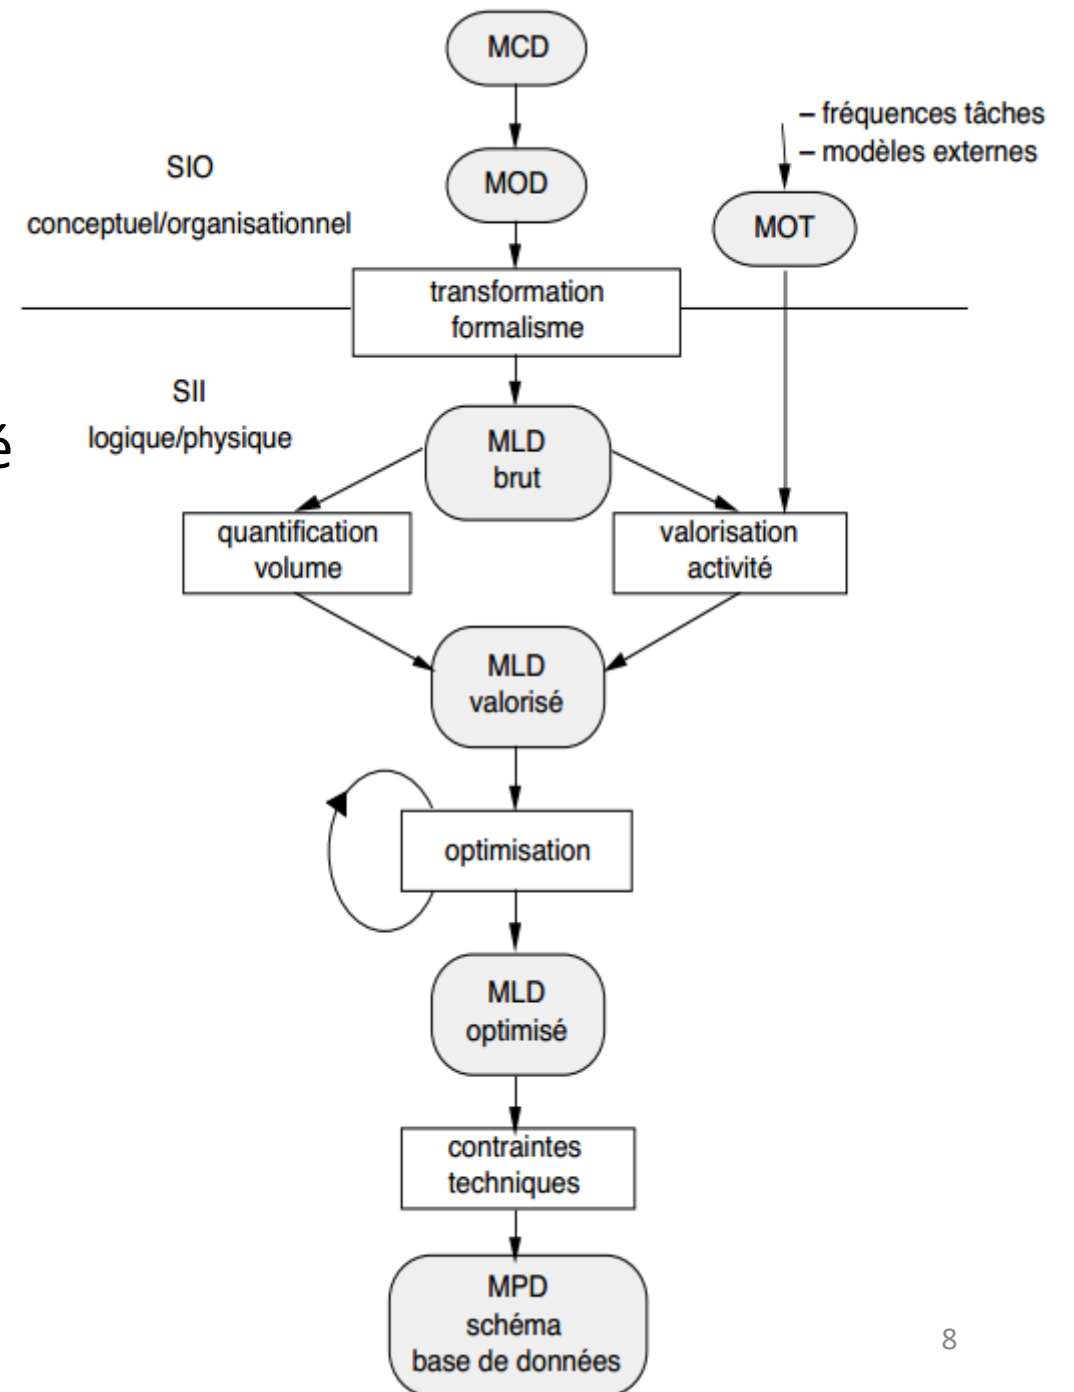 MCD
– fréquences tâches
– modèles externes
SIO
conceptuel/organisationnel
MOD
MOT
transformation
formalisme
SII
logique/physique
é
MLD
brut
quantification
volume
valorisation
activité
MLD
valorisé
optimisation
MLD
optimisé
contraintes
techniques
MPD
schéma
base de données
8